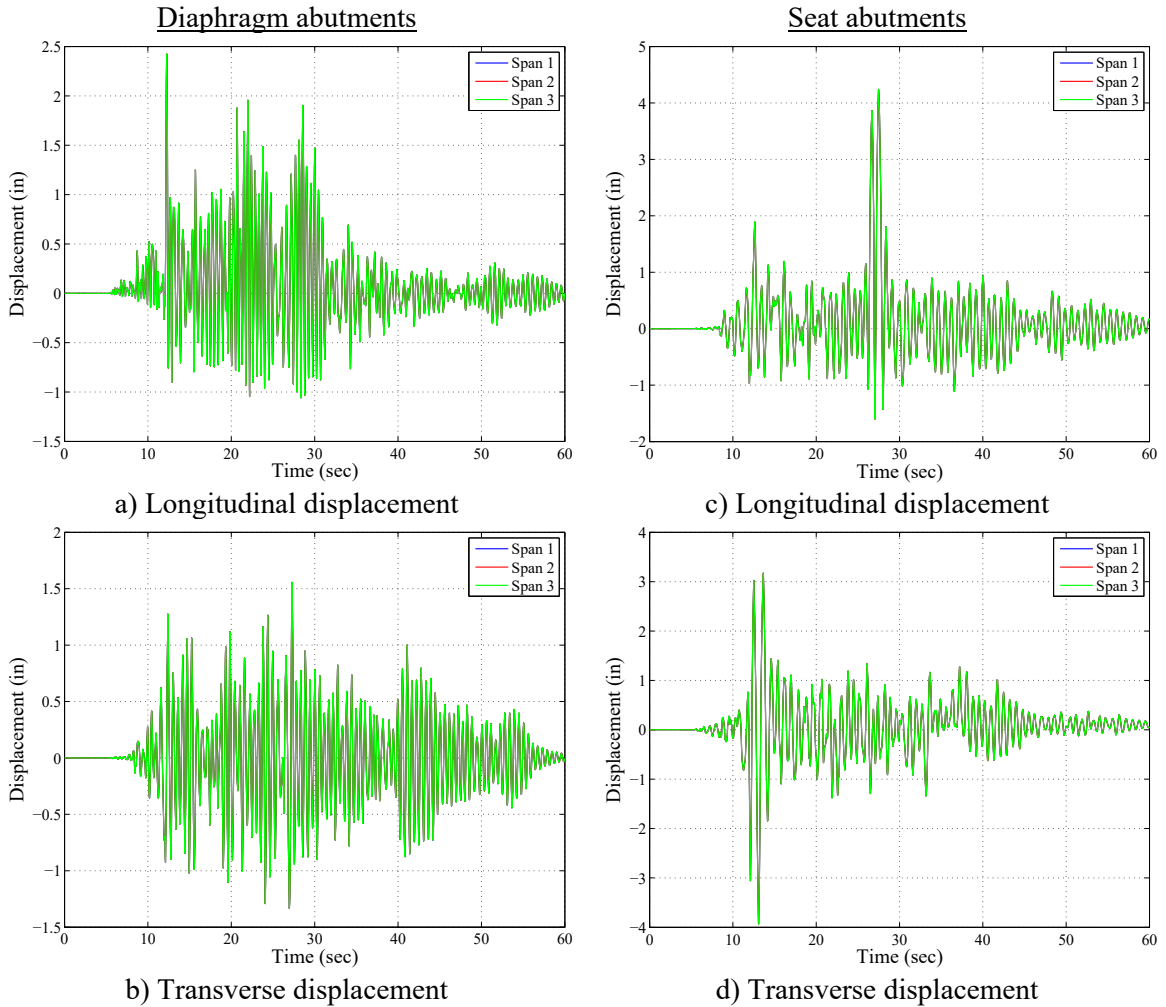 Diaphragm abutments
Seat abutments
2.5
2
1.5
1
0.5
0
−0.5
−1
−1.5
0
10
20
30
40
50
60
Displacement (in)
Time (sec)
Span 1
Span 2
Span 3
a) Longitudinal displacement
5
4
3
2
1
0
−1
−2
0
10
20
30
40
50
60
Displacement (in)
Time (sec)
Span 1
Span 2
Span 3
c) Longitudinal displacement
2
1.5
1
0.5
0
−0.5
−1
−1.5
0
10
20
30
40
50
60
Displacement (in)
Time (sec)
Span 1
Span 2
Span 3
b) Transverse displacement
4
3
2
1
0
−1
−2
−3
−4
0
10
20
30
40
50
60
Displacement (in)
Time (sec)
Span 1
Span 2
Span 3
d) Transverse displacement